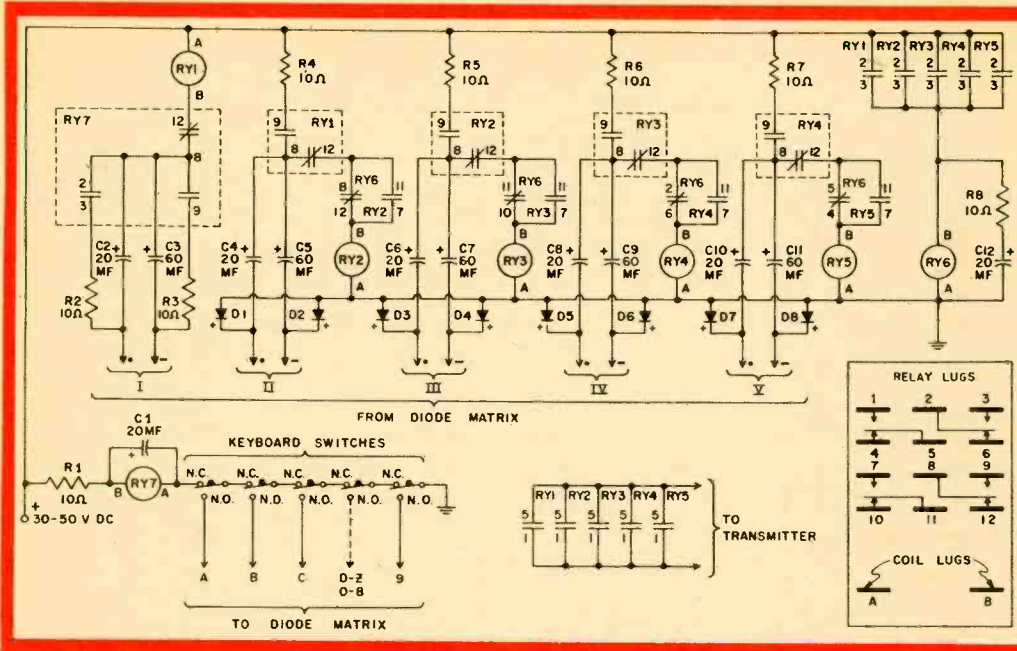 A
RY1
B
RY7
12
8
2
3
9
C2
20
MF
+
C3
60
MF
+
R2
10Ω
R3
10Ω
• –
I
R4
10Ω
9
RY1
8
12
8
RY6
12
RY2
11
7
B
RY2
A
C4
20
MF
+
C5
60
MF
+
D1
+
D2
+
• –
II
R5
10Ω
9
RY2
8
12
11
RY6
10
RY3
11
7
B
RY3
A
C6
20
MF
+
C7
60
MF
+
D3
+
D4
+
• –
III
R6
10Ω
9
RY3
8
12
2
RY6
6
RY4
11
7
B
RY4
A
C8
20
MF
+
C9
60
MF
+
D5
+
D6
+
• –
IV
R7
10Ω
9
RY4
8
12
5
RY6
4
RY5
11
7
B
RY5
A
C10
20
MF
+
C11
60
MF
+
D7
+
D8
+
• –
V
RY1 RY2 RY3 RY4 RY5
2 2 2 2 2
3 3 3 3 3
B
RY6
A
R8
10Ω
C12
20
MF
+
FROM DIODE MATRIX
C1
20MF
+
R1
10Ω
B RY7 A
+
30-50 V DC
KEYBOARD SWITCHES
N.C. N.C. N.C. N.C. N.C.
N.O. N.D. N.O. N.O. N.O.
A B C D-Z 9
0-8
TO DIODE MATRIX
RY1 RY2 RY3 RY4 RY5
5 5 5 5 5
1 1 1 1 1
TO
TRANSMITTER
RELAY LUGS
1 2 3
4 5 6
7 8 9
10 11 12
COIL LUGS
A B